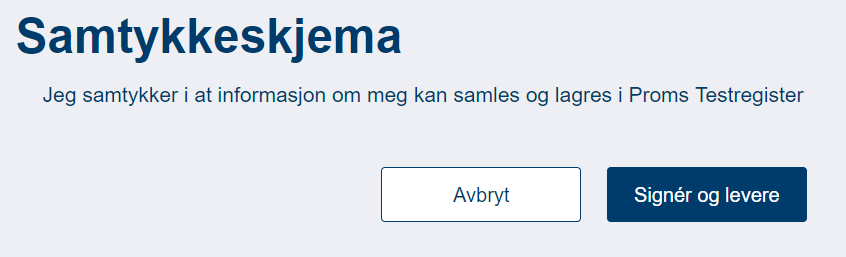 Samtykkeskjema
Jeg samtykker i at informasjon om meg kan samles og lagres i Proms Testregister
Avbryt
Signér og levere